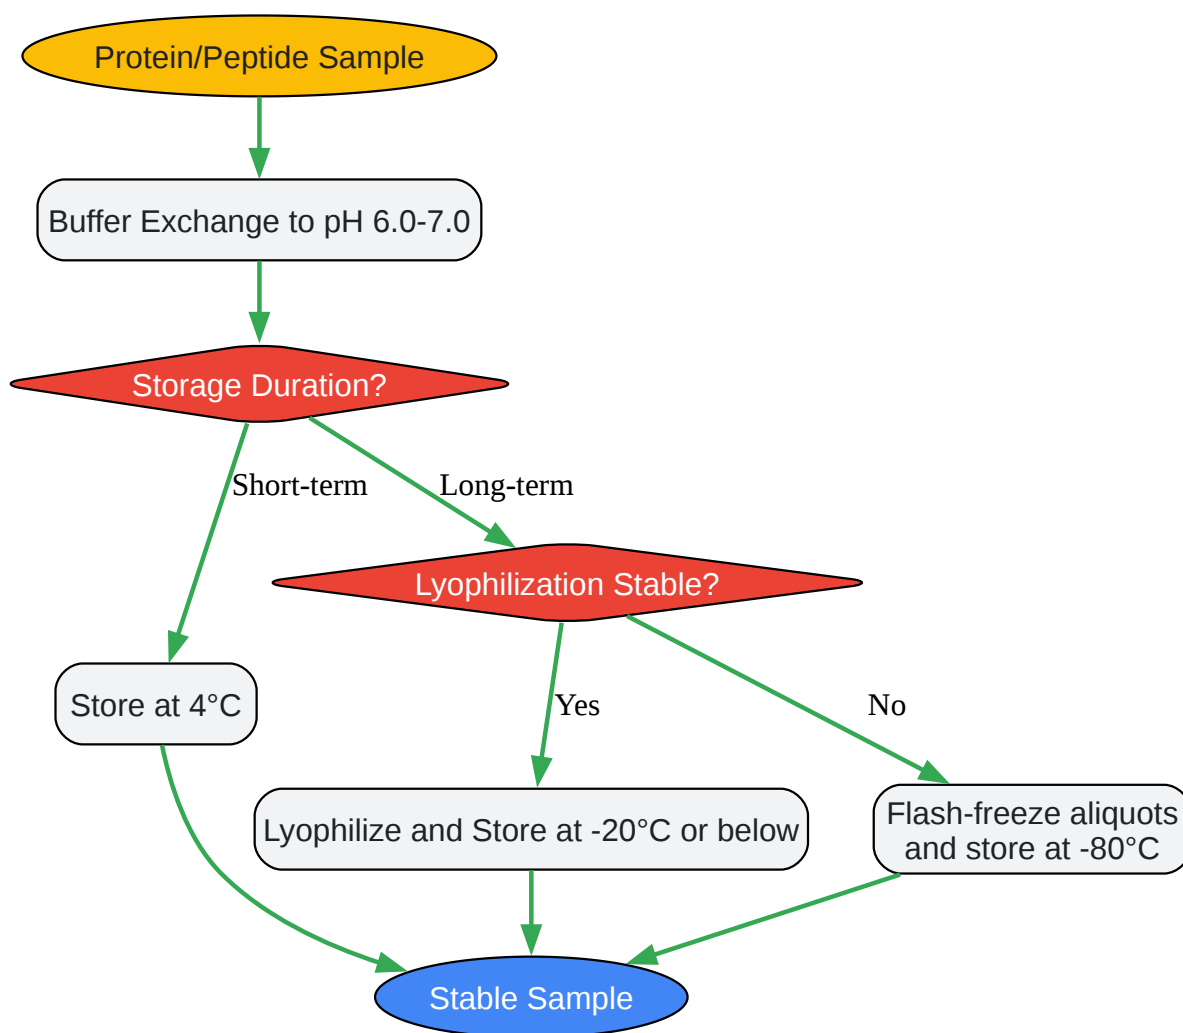 Protein/Peptide Sample
Buffer Exchange to pH 6.0-7.0
Storage Duration?
Short-term
Long-term
Lyophilization Stable?
Store at 4°C
Yes
No
Lyophilize and Store at -20°C or below
Flash-freeze aliquots
and store at -80°C
Stable Sample